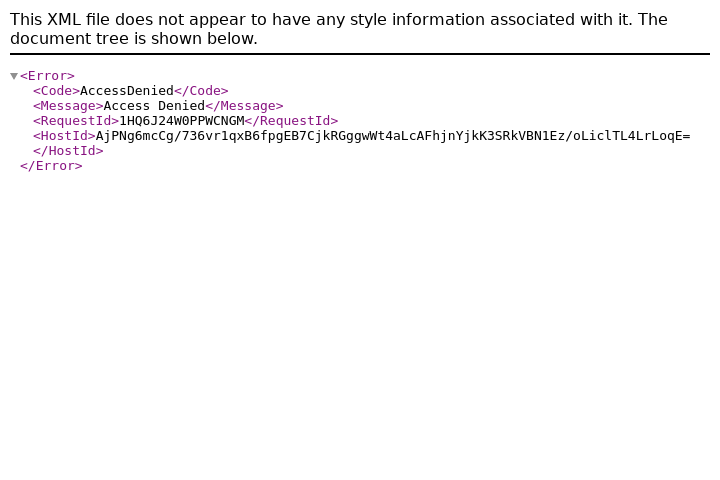 This XML file does not appear to have any style information associated with it. The
document tree is shown below.
<Error>
<Code>AccessDenied</Code>
<Message>Access Denied</Message>
<RequestId>1HQ6J24W0PPWCNGM</RequestId>
<HostId>AjPNg6mcCg/736vr1qxB6fpgEB7CjkRGggwWt4aLcAFhjnYjkK3SRkVBN1Ez/oLiclTL4LrLoqE=
</HostId>
</Error>